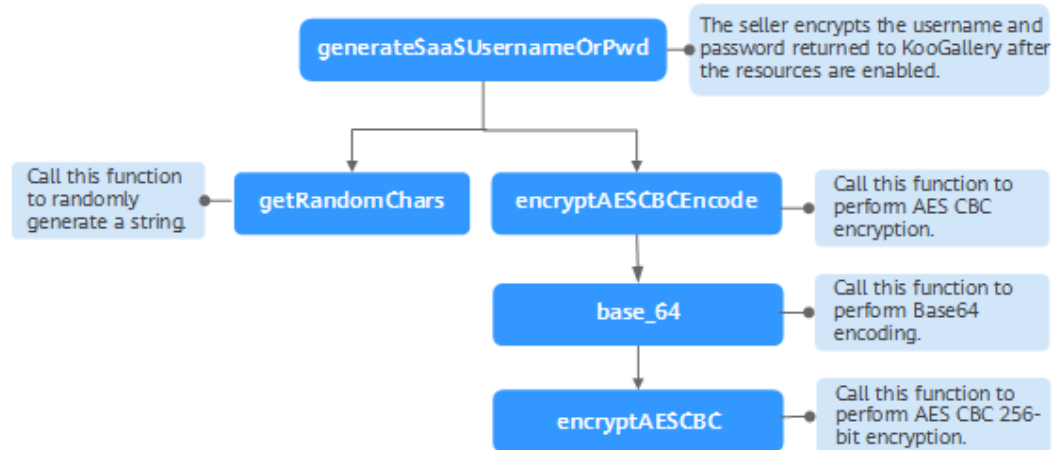 generateSaaSUsernameOrPwd
The seller encrypts the username and
password returned to KooGallery after
the resources are enabled.
Call this function
to randomly
generate a string.
getRandomChars
encryptAESCBCEncode
Call this function to
perform AES CBC
encryption.
base_64
Call this function to
perform Base64
encoding.
encryptAESCBC
Call this function to
perform AES CBC 256-
bit encryption.